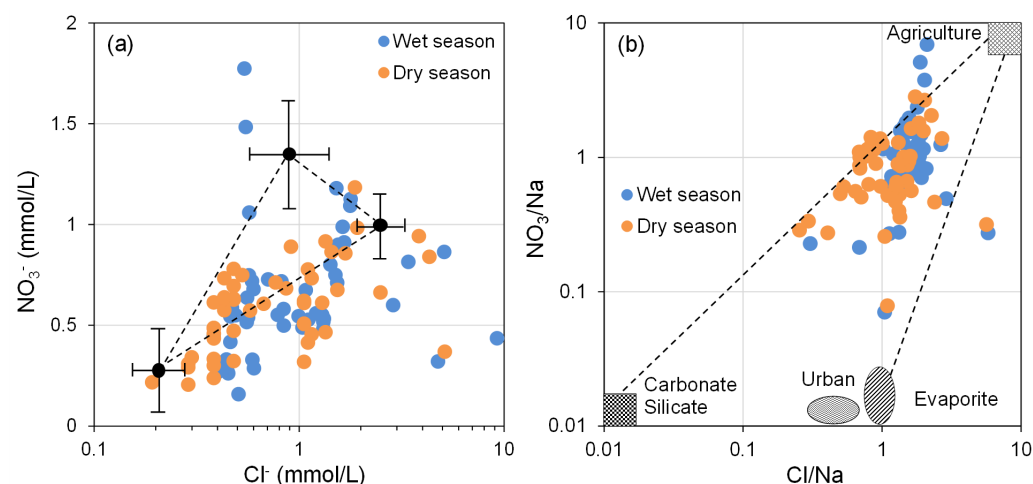 (a)
Wet season
Dry season
2
1.5
1
0.5
0
0.1
1
10
NO₃⁻ (mmol/L)
Cl⁻ (mmol/L)
(b)
Agriculture
Wet season
Dry season
Carbonate
Silicate
Urban
Evaporite
10
1
0.1
0.01
0.01
0.1
1
10
NO₃/Na
Cl/Na